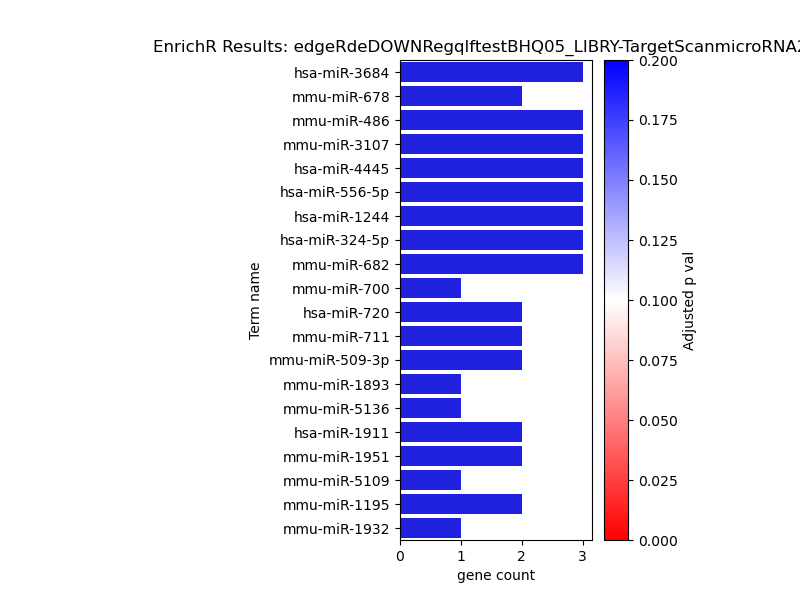 EnrichR Results: edgeRdeDOWNRegqlftestBHQ05_LIBRY-TargetScanmicroRNA2
hsa-miR-3684
mmu-miR-678
mmu-miR-486
mmu-miR-3107
hsa-miR-4445
hsa-miR-556-5p
hsa-miR-1244
hsa-miR-324-5p
mmu-miR-682
mmu-miR-700
hsa-miR-720
mmu-miR-711
mmu-miR-509-3p
mmu-miR-1893
mmu-miR-5136
hsa-miR-1911
mmu-miR-1951
mmu-miR-5109
mmu-miR-1195
mmu-miR-1932
Term name
0 1 2 3
gene count
0.200
0.175
0.150
0.125
0.100
0.075
0.050
0.025
0.000
Adjusted p val